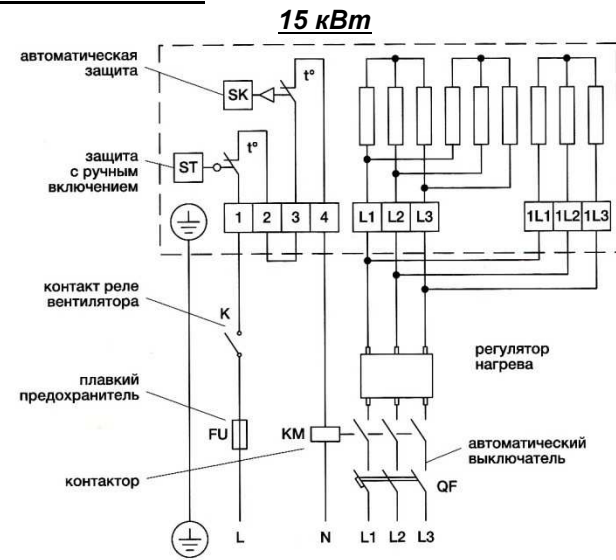 15 кВт
автоматическая
защита
SK
t°
защита
с ручным
включением
ST
t°
1 2 3 4 L1 L2 L3 1L1 1L2 1L3
контакт реле
вентилятора
K
регулятор
нагрева
плавкий
предохранитель
FU
KM
автоматический
выключатель
контактор
QF
L N L1 L2 L3